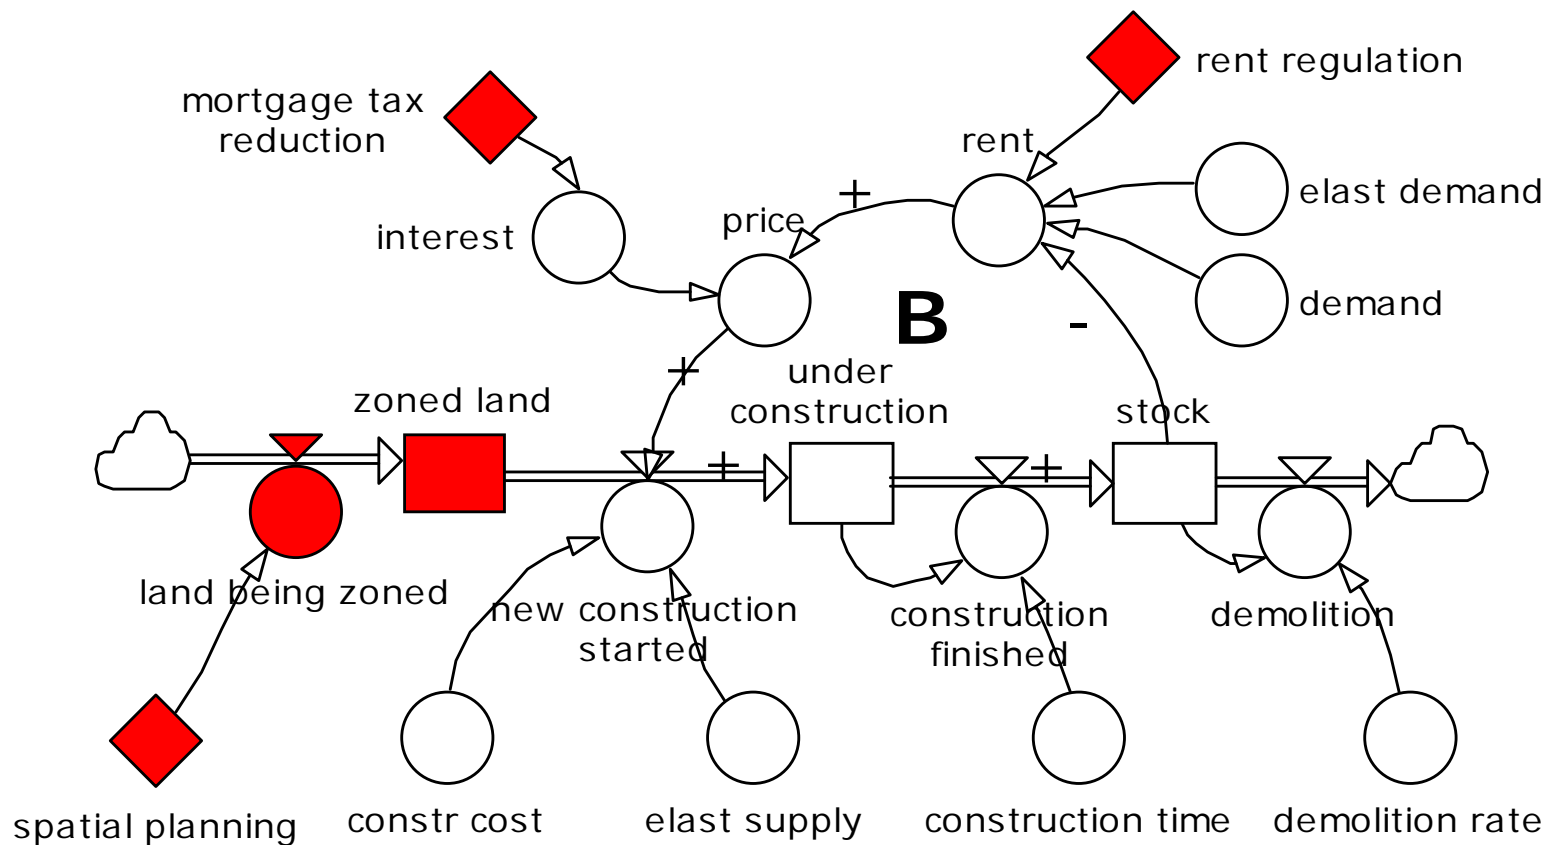 rent regulation
mortgage tax
reduction
rent
elast demand
+
price
interest
B
demand
-
+
under
construction
zoned land
stock
+
+
land being zoned
new construction
started
construction
finished
demolition
spatial planning
constr cost
elast supply
construction time
demolition rate